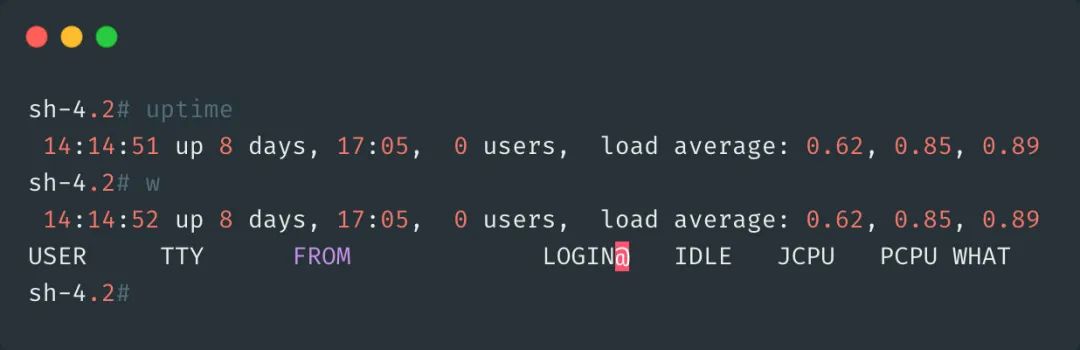 sh-4.2# uptime
 14:14:51 up 8 days, 17:05,  0 users,  load average: 0.62, 0.85, 0.89
sh-4.2# w
 14:14:52 up 8 days, 17:05,  0 users,  load average: 0.62, 0.85, 0.89
USER     TTY      FROM             LOGIN@   IDLE   JCPU   PCPU WHAT
sh-4.2#